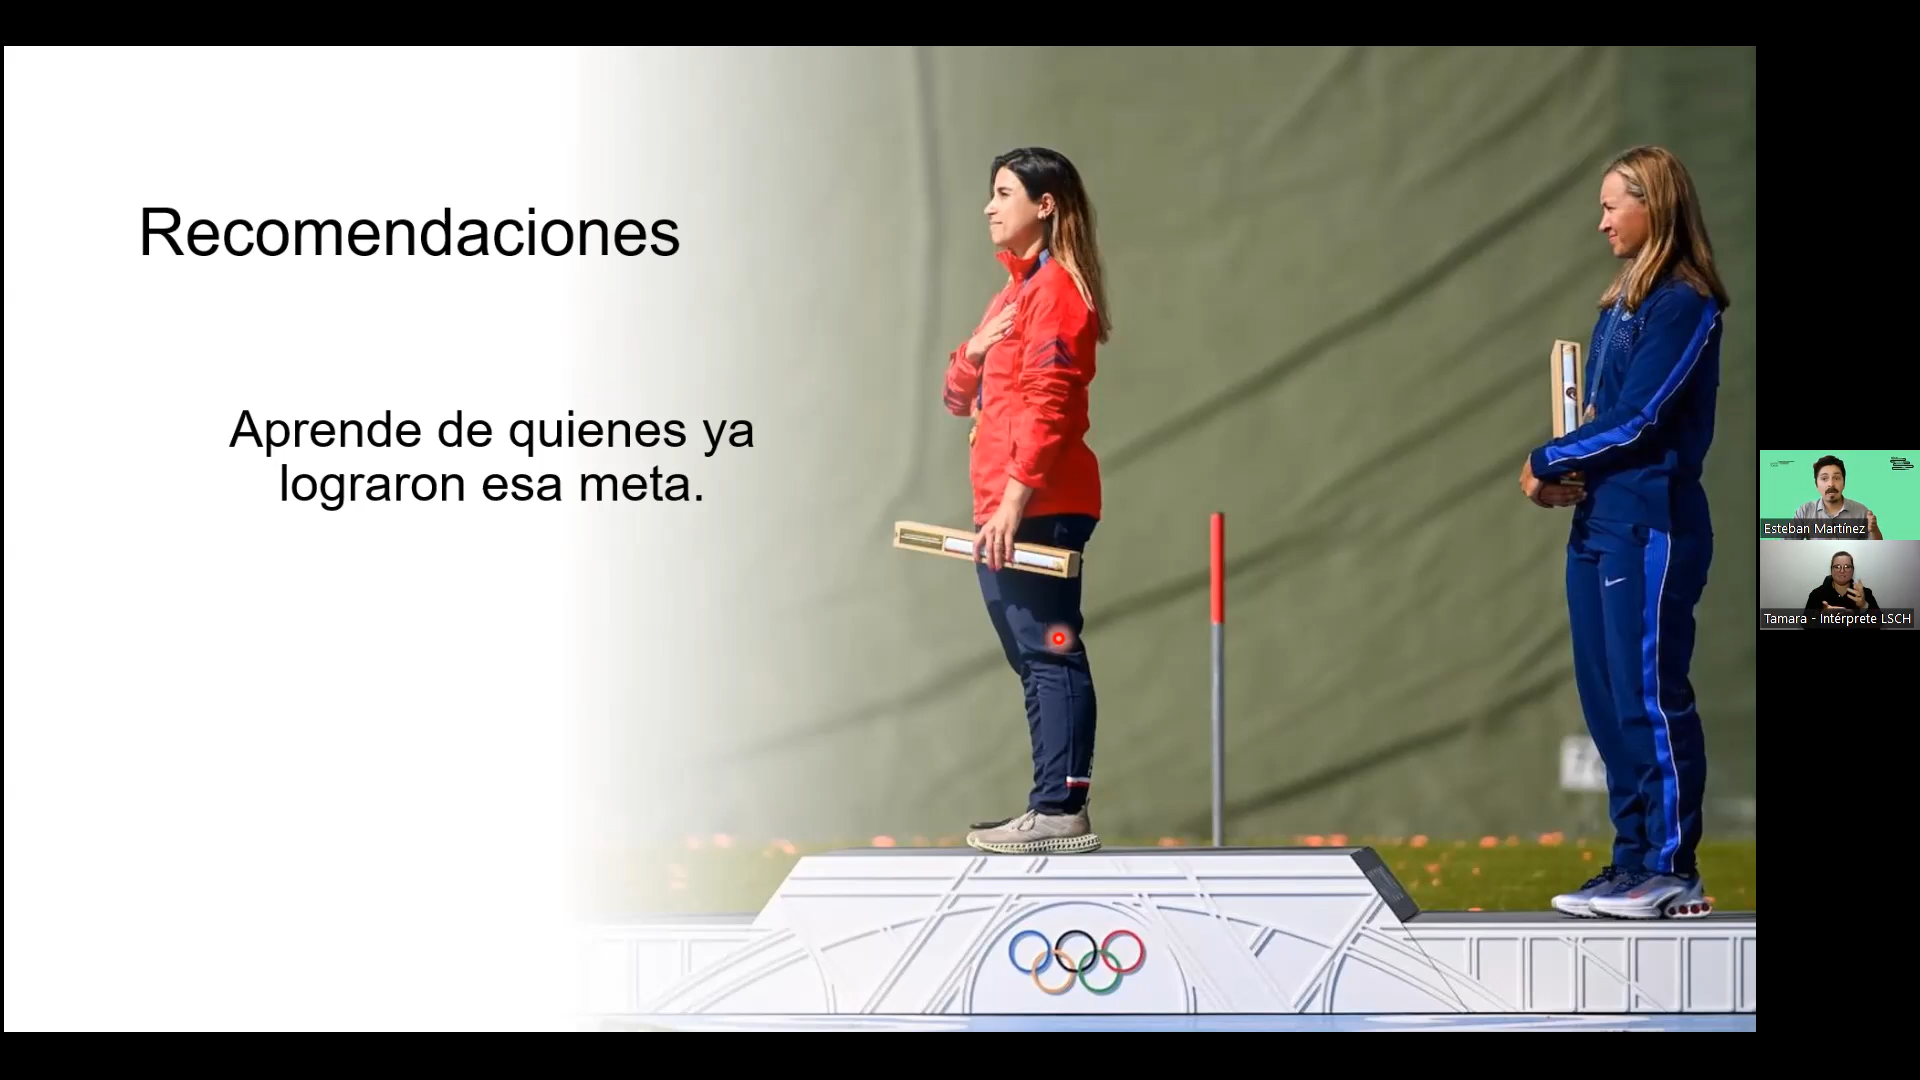 Recomendaciones
Aprende de quienes ya
lograron esa meta.
Esteban Martínez
Tamara - Intérprete LSCH